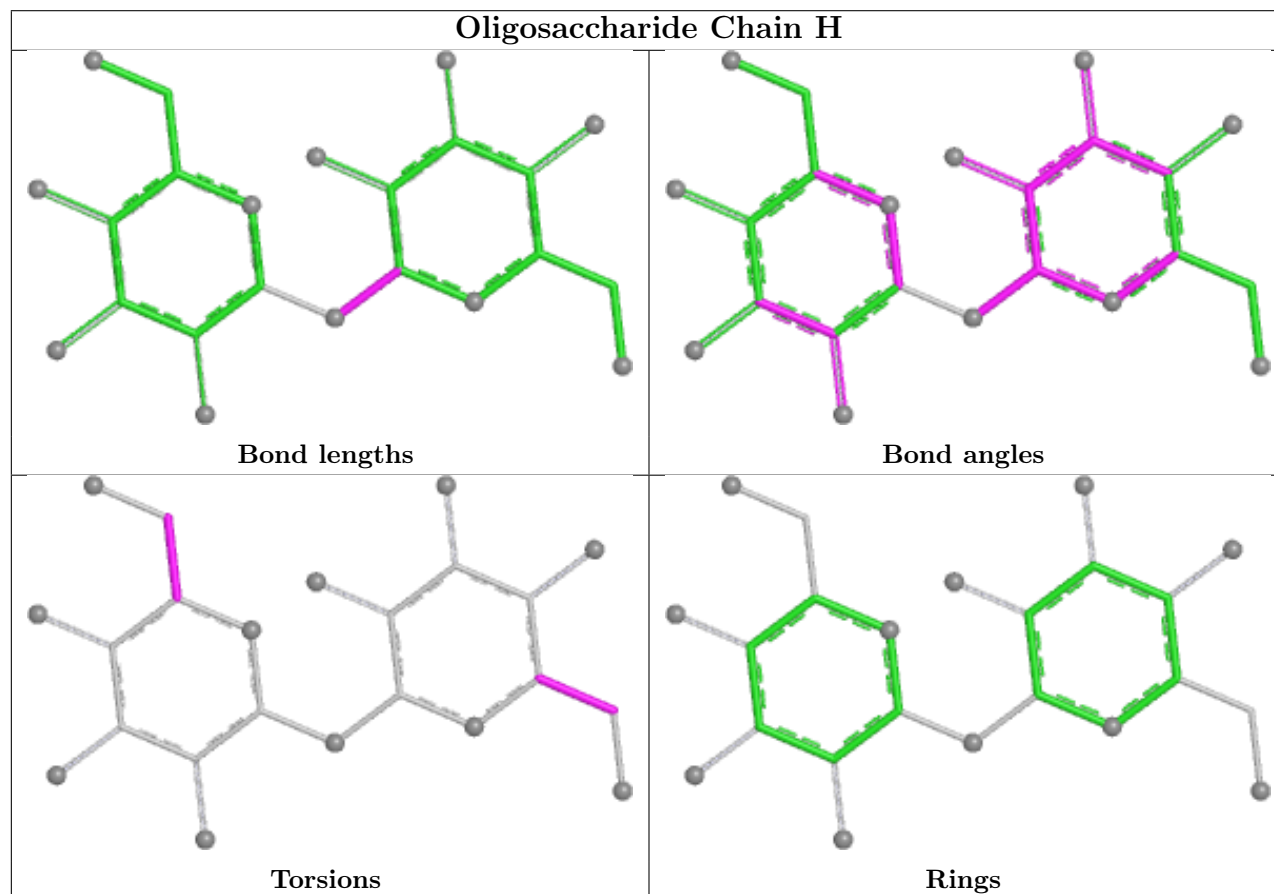 Oligosaccharide Chain H
Bond lengths
Bond angles
Torsions
Rings